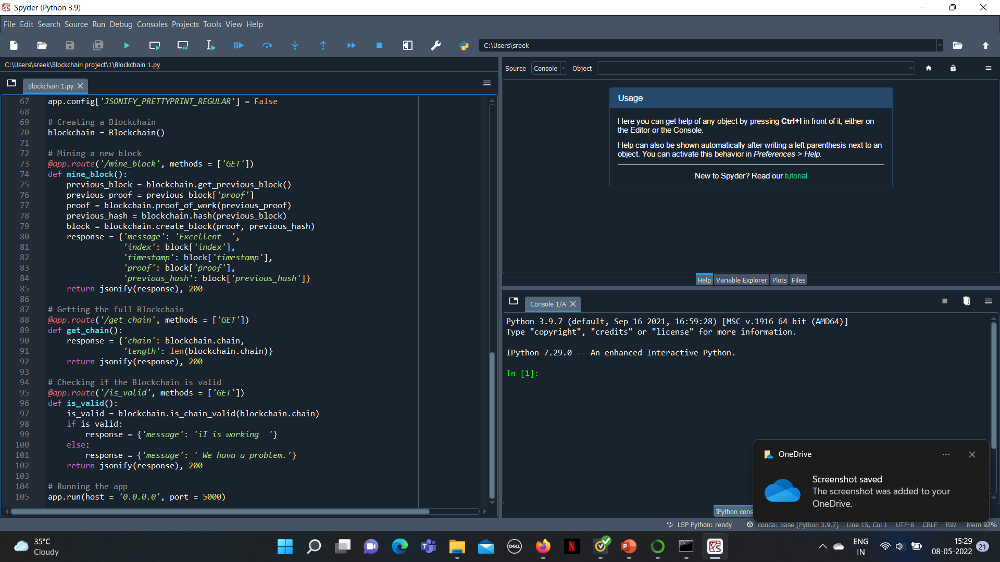 Spyder (Python 3.9)
File Edit Search Source Run Debug Consoles Projects Tools View Help
C:\Users\sreek
C:\Users\sreek\Blockchain project\1\Blockchain 1.py
Blockchain 1.py
67 app.config['JSONIFY_PRETTYPRINT_REGULAR'] = False
68
69 # Creating a Blockchain
70 blockchain = Blockchain()
71
72 # Mining a new block
73 @app.route('/mine_block', methods = ['GET'])
74 def mine_block():
75     previous_block = blockchain.get_previous_block()
76     previous_proof = previous_block['proof']
77     proof = blockchain.proof_of_work(previous_proof)
78     previous_hash = blockchain.hash(previous_block)
79     block = blockchain.create_block(proof, previous_hash)
80     response = {'message': 'Excellent  ',
81                 'index': block['index'],
82                 'timestamp': block['timestamp'],
83                 'proof': block['proof'],
84                 'previous_hash': block['previous_hash']}
85     return jsonify(response), 200
86
87 # Getting the full Blockchain
88 @app.route('/get_chain', methods = ['GET'])
89 def get_chain():
90     response = {'chain': blockchain.chain,
91                 'length': len(blockchain.chain)}
92     return jsonify(response), 200
93
94 # Checking if the Blockchain is valid
95 @app.route('/is_valid', methods = ['GET'])
96 def is_valid():
97     is_valid = blockchain.is_chain_valid(blockchain.chain)
98     if is_valid:
99         response = {'message': 'iI is working  '}
100     else:
101         response = {'message': ' We hava a problem.'}
102     return jsonify(response), 200
103
104 # Running the app
105 app.run(host = '0.0.0.0', port = 5000)
Source Console Object
Usage
Here you can get help of any object by pressing Ctrl+I in front of it, either on
the Editor or the Console.
Help can also be shown automatically after writing a left parenthesis next to an
object. You can activate this behavior in Preferences > Help.
New to Spyder? Read our tutorial
Help Variable Explorer Plots Files
Console 1/A
Python 3.9.7 (default, Sep 16 2021, 16:59:28) [MSC v.1916 64 bit (AMD64)]
Type "copyright", "credits" or "license" for more information.
IPython 7.29.0 -- An enhanced Interactive Python.
In [1]:
OneDrive
Screenshot saved
The screenshot was added to your
OneDrive.
IPython cons
LSP Python: ready conda: base (Python 3.9.7) Line 15, Col 1 UTF-8 CRLF RW Mem 92%
35°C
Cloudy
DELL
N
P
ENG
IN
15:29
08-05-2022
21